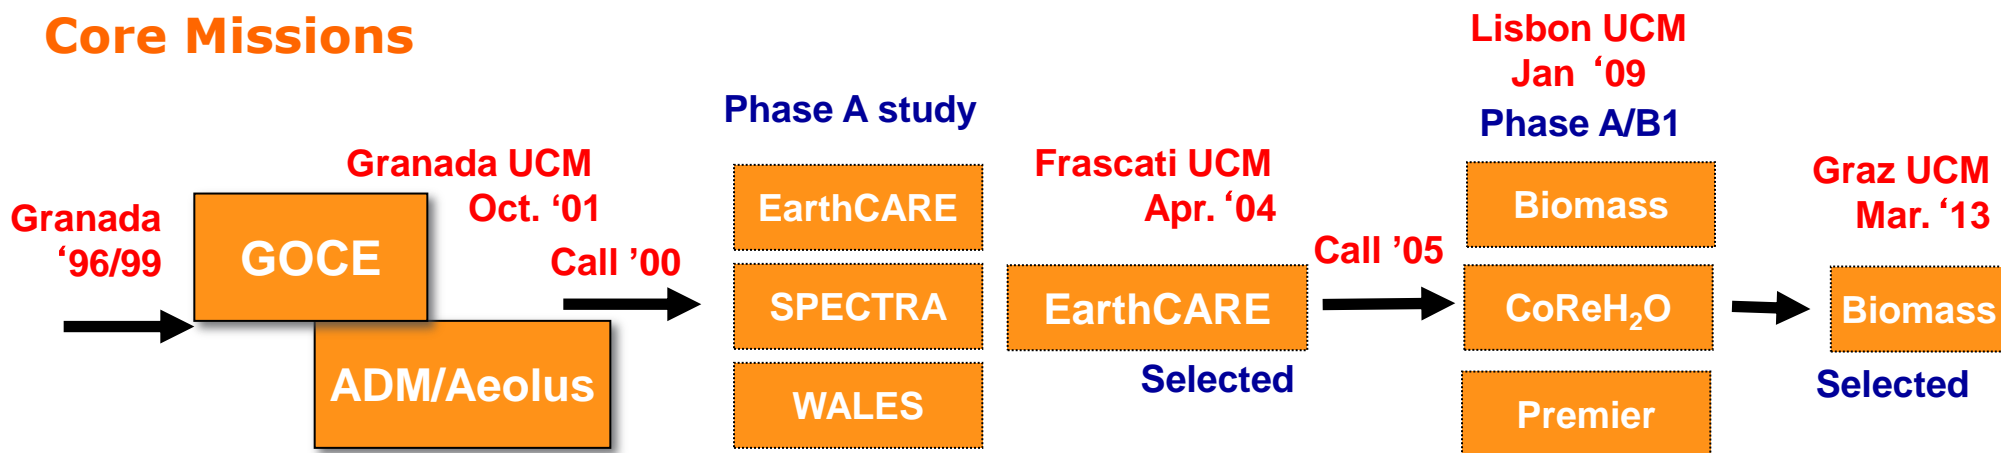 Core Missions
Granada
‘96/99
GOCE
ADM/Aeolus
Granada UCM
Oct. ‘01
Call ’00
Phase A study
EarthCARE
SPECTRA
WALES
Frascati UCM
Apr. ‘04
EarthCARE
Selected
Call ’05
Lisbon UCM
Jan ‘09
Phase A/B1
Biomass
CoReH₂O
Premier
Graz UCM
Mar. ‘13
Biomass
Selected